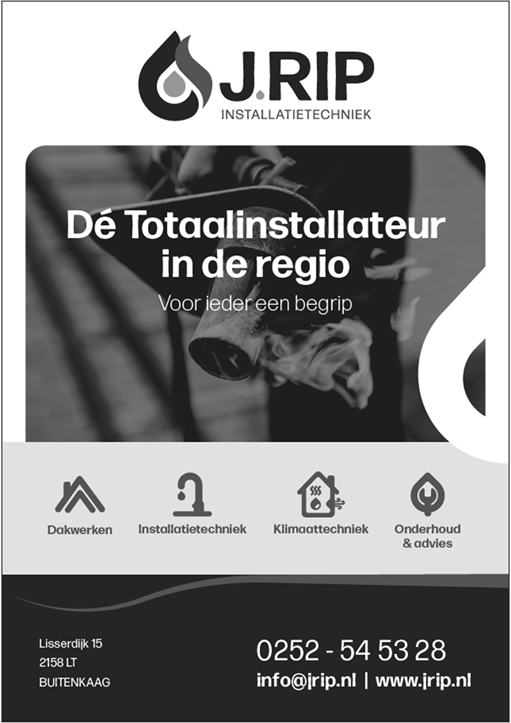 J.RIP
INSTALLATIETECHNIEK
Dé Totaalinstallateur
in de regio
Voor ieder een begrip
Dakwerken
Installatietechniek
Klimaattechniek
Onderhoud
& advies
Lisserdijk 15
2158 LT
BUITENKAAG
0252 - 54 53 28
info@jrip.nl | www.jrip.nl